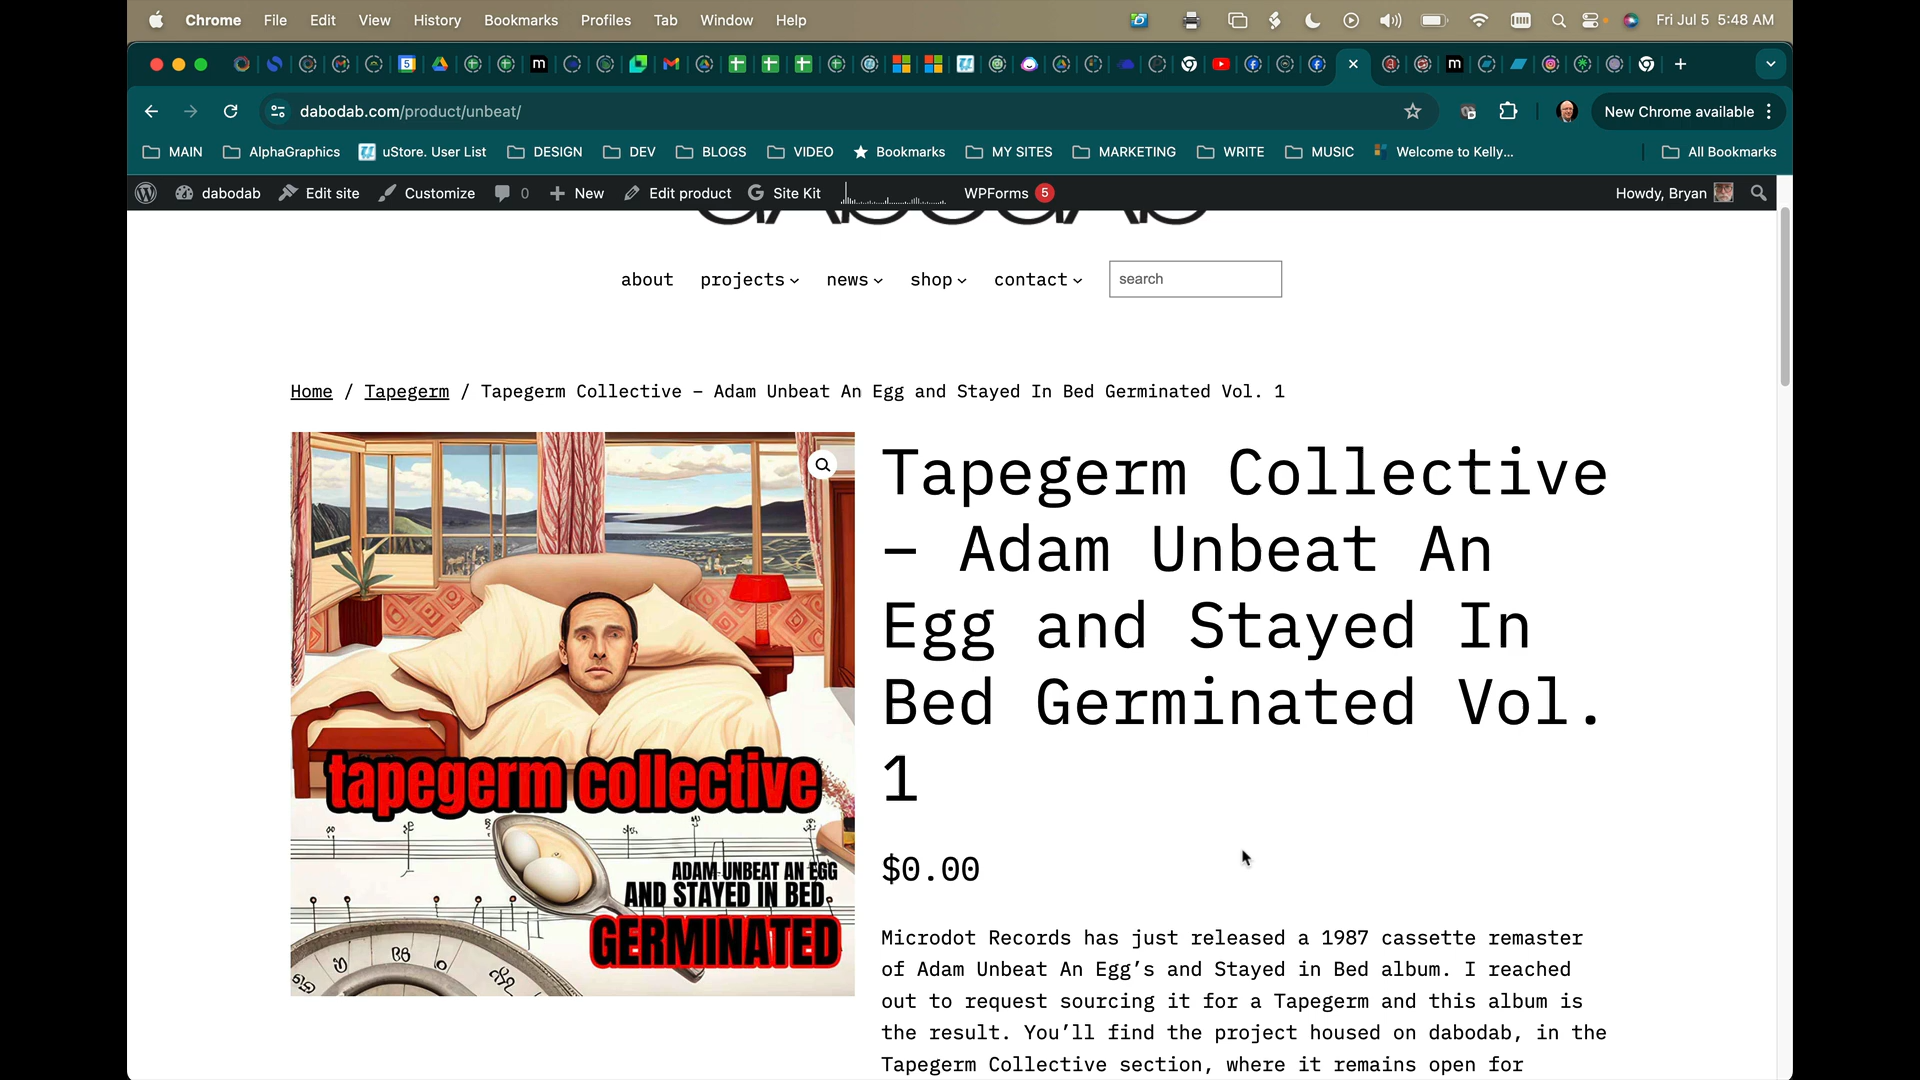 Chrome File Edit View History Bookmarks Profiles Tab Window Help Fri Jul 5 5:48 AM
dabodab.com/product/unbeat/ New Chrome available
MAIN AlphaGraphics uStore. User List DESIGN DEV BLOGS VIDEO Bookmarks MY SITES MARKETING WRITE MUSIC Welcome to Kelly... All Bookmarks
dabodab Edit site Customize 0 New Edit product Site Kit WPForms 5 Howdy, Bryan
about projects news shop contact search
Home / Tapegerm / Tapegerm Collective – Adam Unbeat An Egg and Stayed In Bed Germinated Vol. 1
tapegerm collective
ADAM UNBEAT AN EGG
AND STAYED IN BED
GERMINATED
Tapegerm Collective
– Adam Unbeat An
Egg and Stayed In
Bed Germinated Vol.
1
$0.00
Microdot Records has just released a 1987 cassette remaster
of Adam Unbeat An Egg’s and Stayed in Bed album. I reached
out to request sourcing it for a Tapegerm and this album is
the result. You’ll find the project housed on dabodab, in the
Tapegerm Collective section, where it remains open for